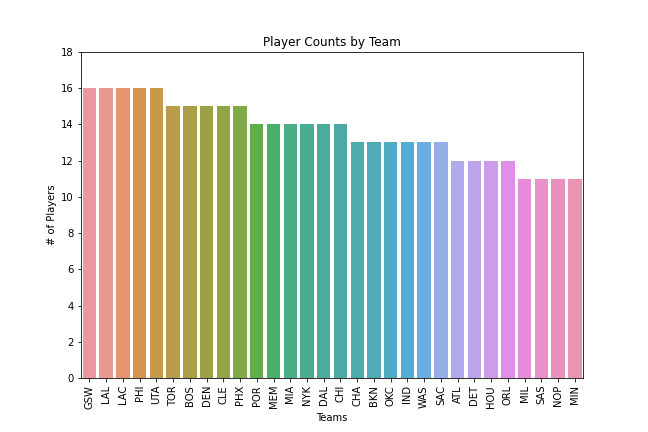 Player Counts by Team
# of Players
18
16
14
12
10
8
6
4
2
0
GSW
LAL
LAC
PHI
UTA
TOR
BOS
DEN
CLE
PHX
POR
MEM
MIA
NYK
DAL
CHI
CHA
BKN
OKC
IND
WAS
SAC
ATL
DET
HOU
ORL
MIL
SAS
NOP
MIN
Teams